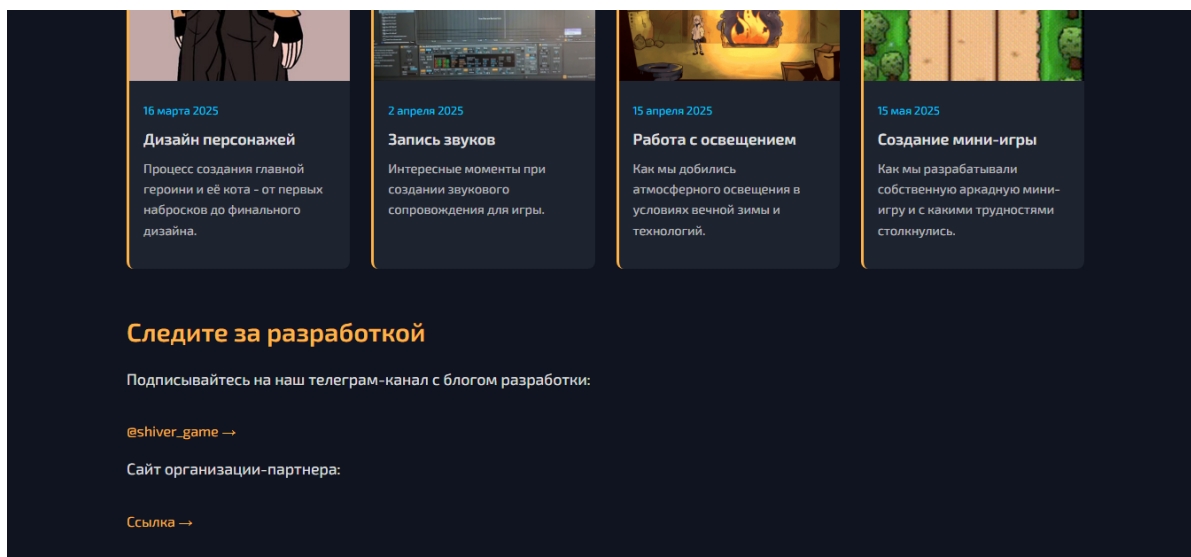 16 марта 2025
Дизайн персонажей
Процесс создания главной
героини и её кота - от первых
набросков до финального
дизайна.
2 апреля 2025
Запись звуков
Интересные моменты при
создании звукового
сопровождения для игры.
15 апреля 2025
Работа с освещением
Как мы добились
атмосферного освещения в
условиях вечной зимы и
технологий.
15 мая 2025
Создание мини-игры
Как мы разрабатывали
собственную аркадную мини-
игру и с какими трудностями
столкнулись.
Следите за разработкой
Подписывайтесь на наш телеграм-канал с блогом разработки:
@shiver_game →
Сайт организации-партнера:
Ссылка →